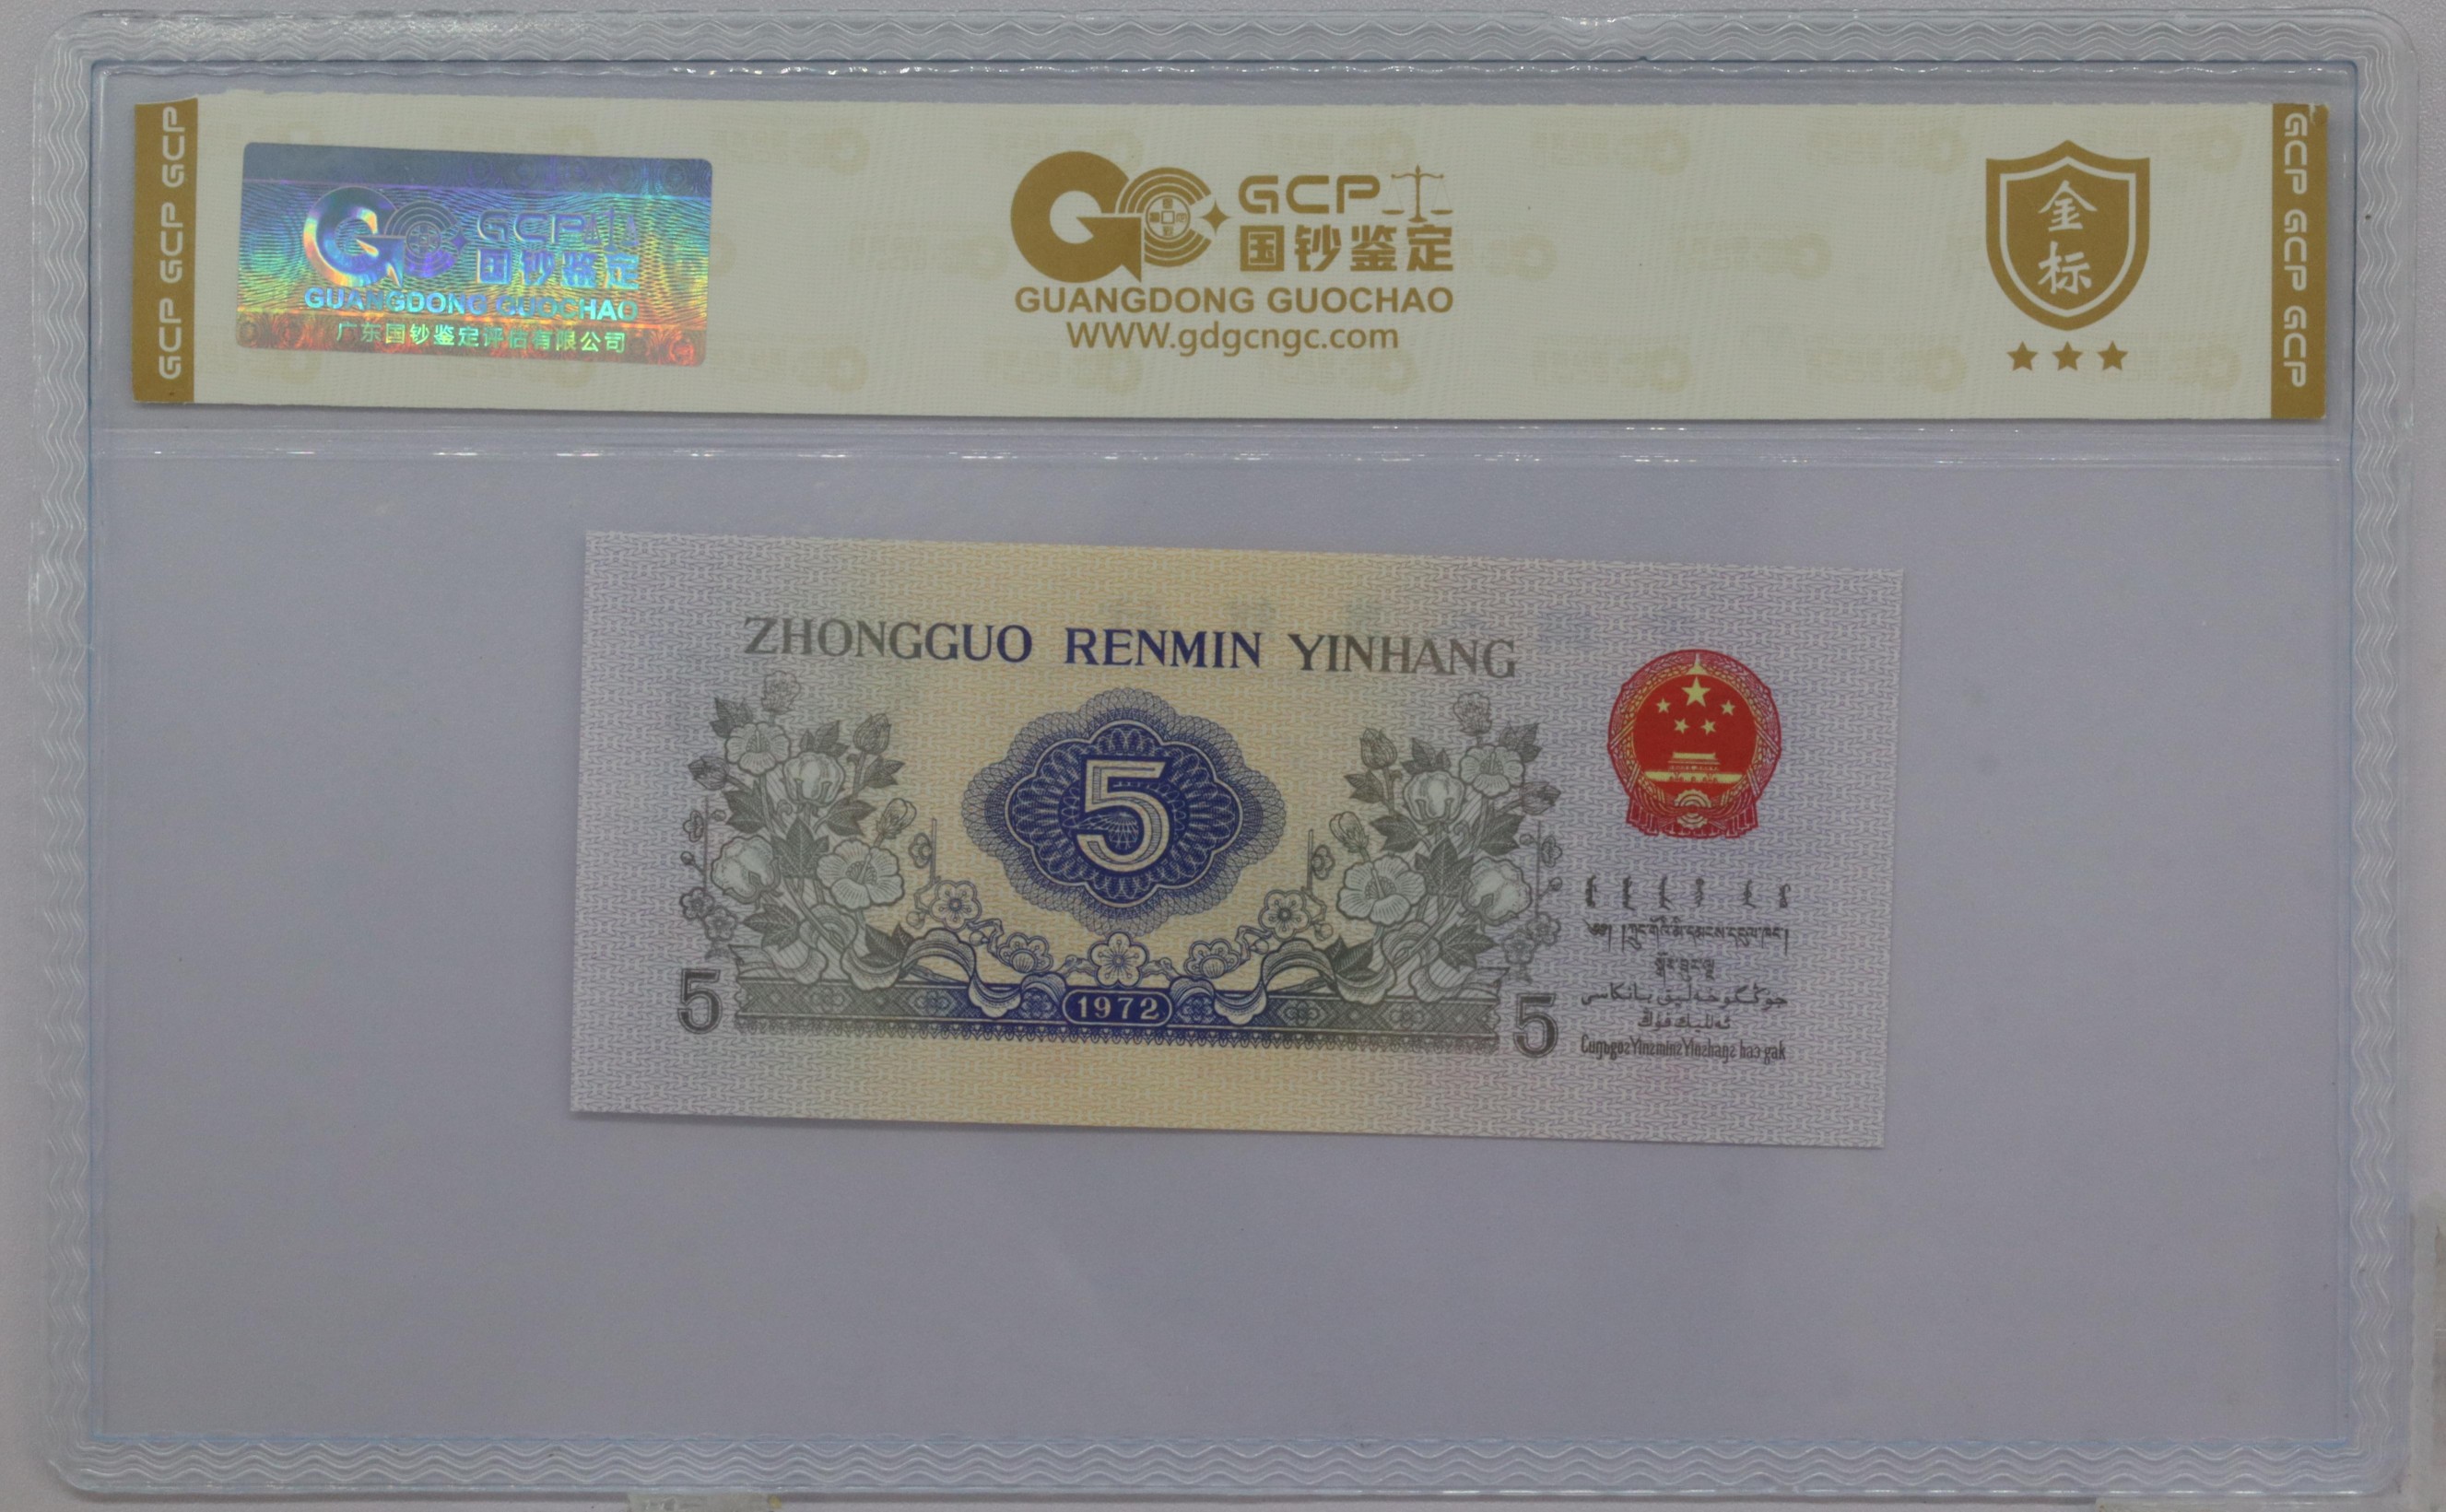 GCP GCP GCP
GCP
国钞鉴定
GUANGDONG GUOCHAO
广东国钞鉴定评估有限公司
GCP
国钞鉴定
GUANGDONG GUOCHAO
WWW.gdgcngc.com
金
标
GCP GCP GCP
ZHONGGUO RENMIN YINHANG
5
1972
5
5